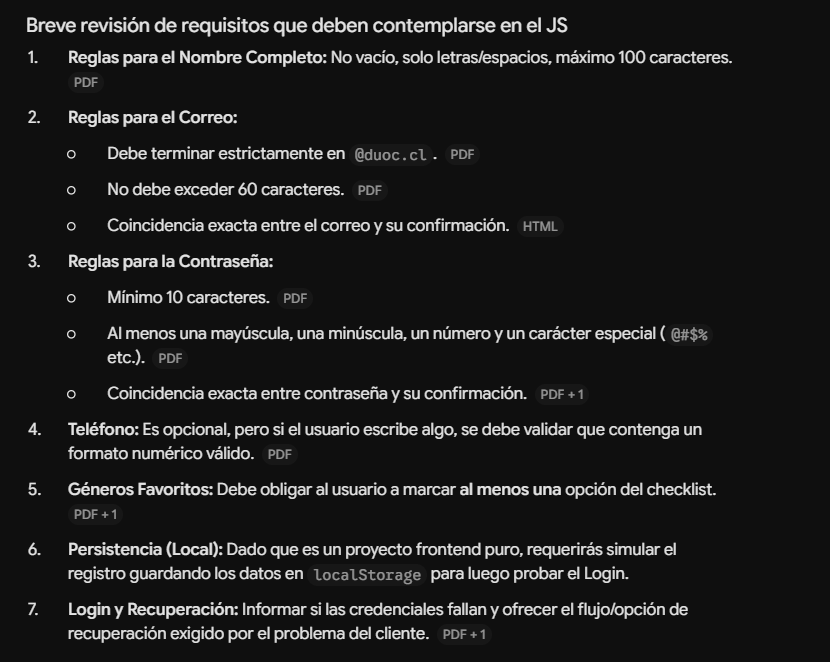 Breve revisión de requisitos que deben contemplarse en el JS
1. Reglas para el Nombre Completo: No vacío, solo letras/espacios, máximo 100 caracteres.
PDF
2. Reglas para el Correo:
○ Debe terminar estrictamente en @duoc.cl. PDF
○ No debe exceder 60 caracteres. PDF
○ Coincidencia exacta entre el correo y su confirmación. HTML
3. Reglas para la Contraseña:
○ Mínimo 10 caracteres. PDF
○ Al menos una mayúscula, una minúscula, un número y un carácter especial ( @#$%
etc.). PDF
○ Coincidencia exacta entre contraseña y su confirmación. PDF + 1
4. Teléfono: Es opcional, pero si el usuario escribe algo, se debe validar que contenga un
formato numérico válido. PDF
5. Géneros Favoritos: Debe obligar al usuario a marcar al menos una opción del checklist.
PDF + 1
6. Persistencia (Local): Dado que es un proyecto frontend puro, requerirás simular el
registro guardando los datos en localStorage para luego probar el Login.
7. Login y Recuperación: Informar si las credenciales fallan y ofrecer el flujo/opción de
recuperación exigido por el problema del cliente. PDF + 1